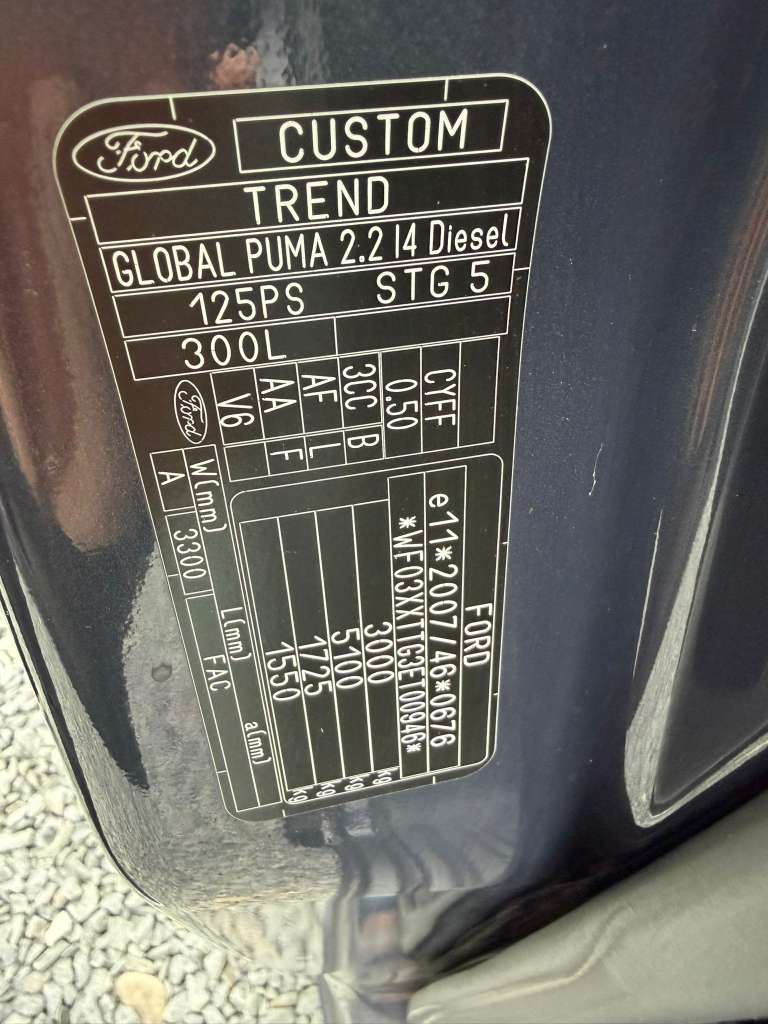 Ford
CUSTOM
TREND
GLOBAL PUMA 2.2 I4 Diesel
125PS STG 5
300L
CYFF
0.50
3CC B
AF L
AA F
V6
Ford
FORD
e11*2007/46*0676
*WF03XXTTG3ET00946*
3000 kg
5100 kg
1725 kg
1550 kg
W(mm) L(mm) a(mm)
A 3300 FAC